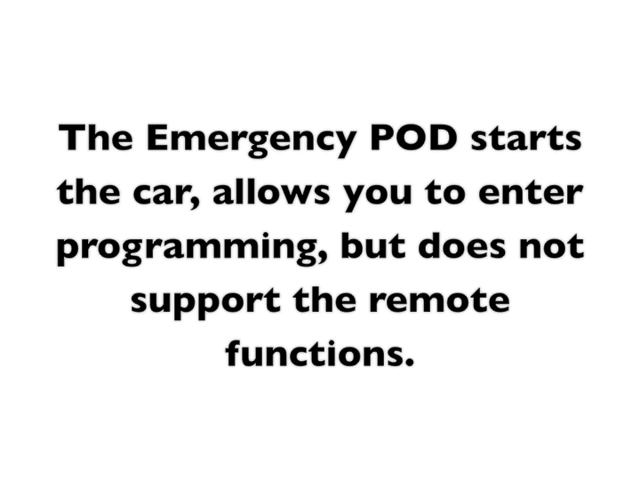 The Emergency POD starts
the car, allows you to enter
programming, but does not
support the remote
functions.